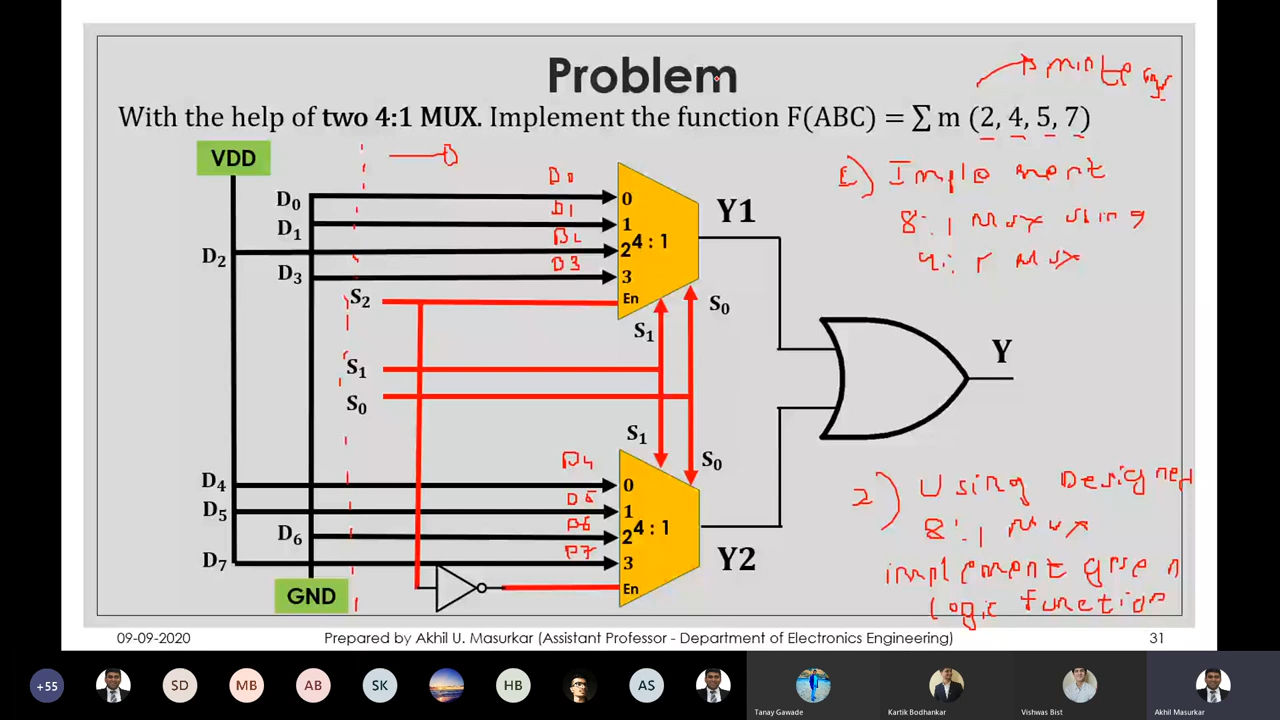 Problem
With the help of two 4:1 MUX. Implement the function F(ABC) = ∑ m (2, 4, 5, 7)
VDD
D
1) Implement
8:1 Mux using
4:1 Mux
D₀ D0 0
D₁ D1 1
D₂ D2 2 4 : 1
D₃ D3 3
Y1
S₂ En
S₁ S₀
S₁
S₀
Y
S₁ S₀
D₄ D4 0
D₅ D5 1
D₆ D6 2 4 : 1
D₇ D7 3
Y2
En
GND
2) Using Designed
8:1 Mux
implement given
logic function
09-09-2020 Prepared by Akhil U. Masurkar (Assistant Professor - Department of Electronics Engineering) 31
+55 SD MB AB SK HB AS
Tanay Gawade Kartik Bodhankar Vishwas Bist Akhil Masurkar